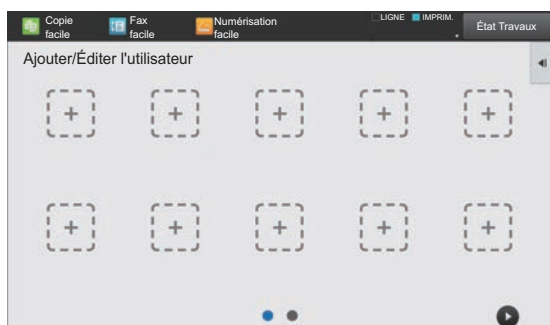 Copie
facile
Fax
facile
Numérisation
facile
LIGNE
IMPRIM.
État Travaux
Ajouter/Éditer l'utilisateur